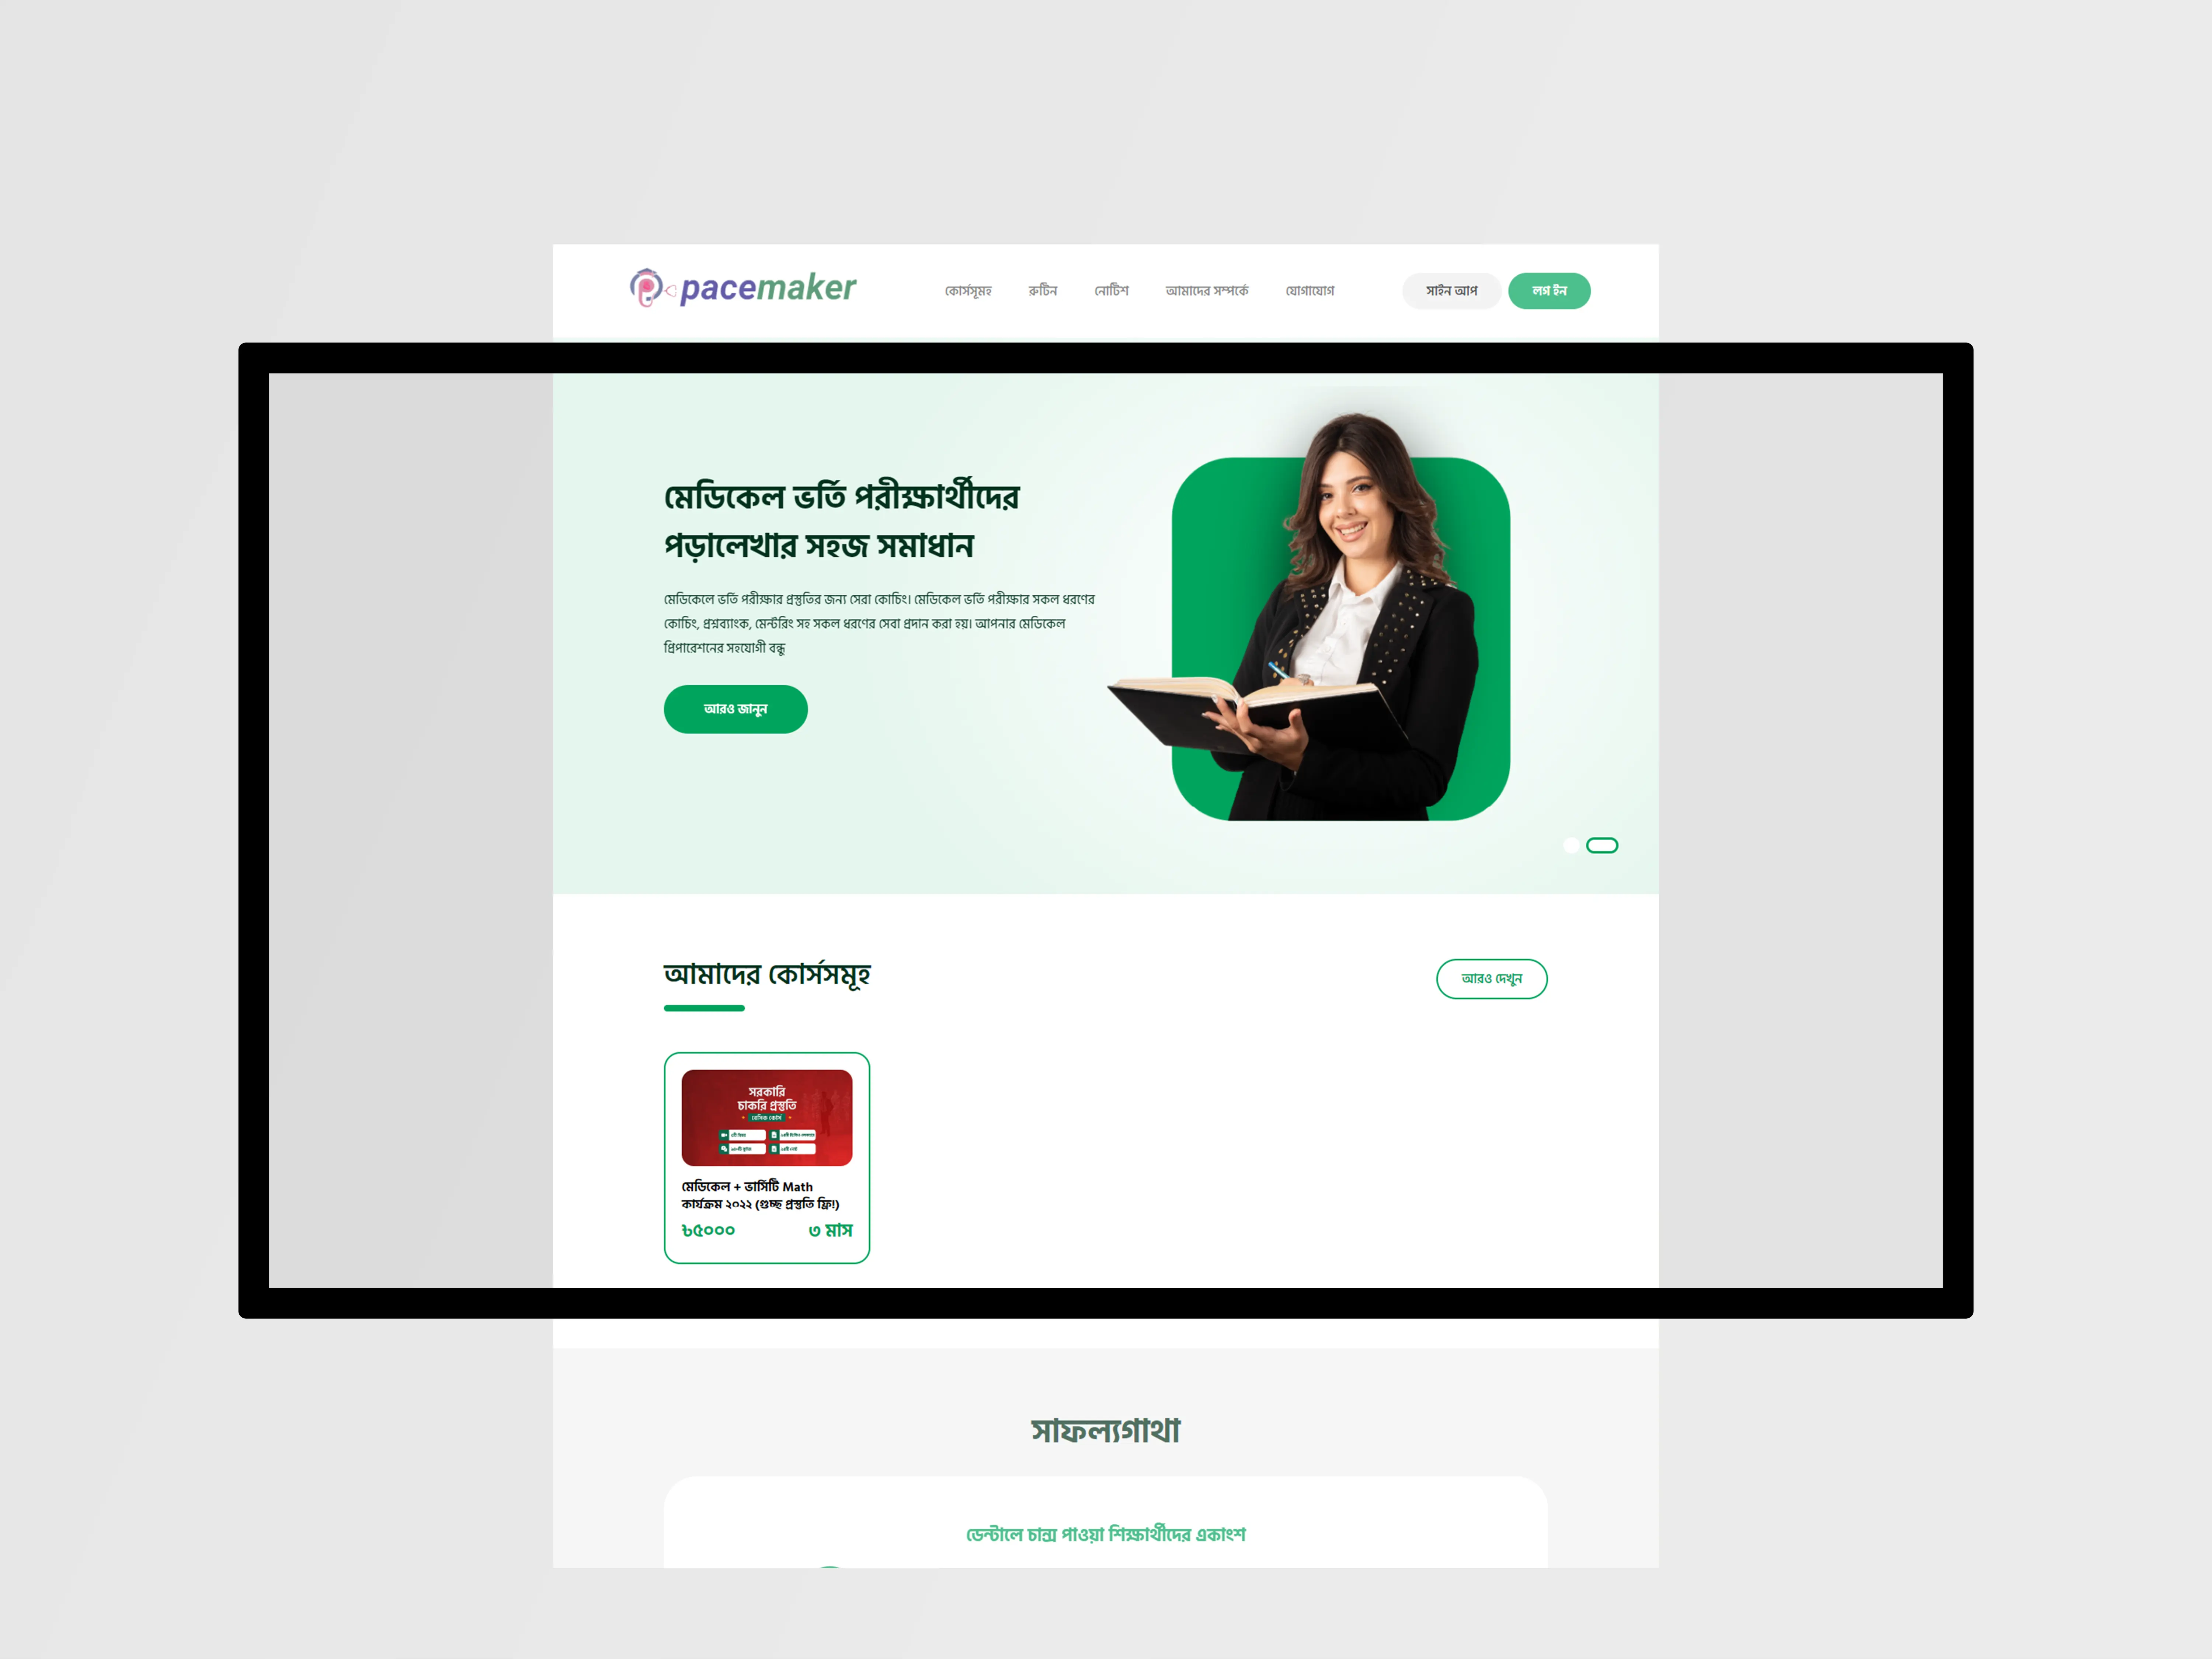 pacemaker
কোর্সসূমহ রুটিন নোটিশ আমাদের সম্পর্কে যোগাযোগ সাইন আপ লগ ইন
মেডিকেল ভর্তি পরীক্ষার্থীদের
পড়ালেখার সহজ সমাধান
মেডিকেলে ভর্তি পরীক্ষার প্রস্তুতির জন্য সেরা কোচিং। মেডিকেল ভর্তি পরীক্ষার সকল ধরণের
কোচিং, প্রশ্নব্যাংক, মেন্টরিং সহ সকল ধরণের সেবা প্রদান করা হয়। আপনার মেডিকেল
প্রিপারেশনের সহযোগী বন্ধু
আরও জানুন
আমাদের কোর্সসমূহ
আরও দেখুন
সরকারি
চাকরি প্রস্তুতি
মেডিকেল + ভার্সিটি Math
কার্যক্রম ২০২২ (গুচ্ছ প্রস্তুতি ফ্রি!)
৳৫০০০ ৩ মাস
সাফল্যগাথা
ডেন্টালে চান্স পাওয়া শিক্ষার্থীদের একাংশ